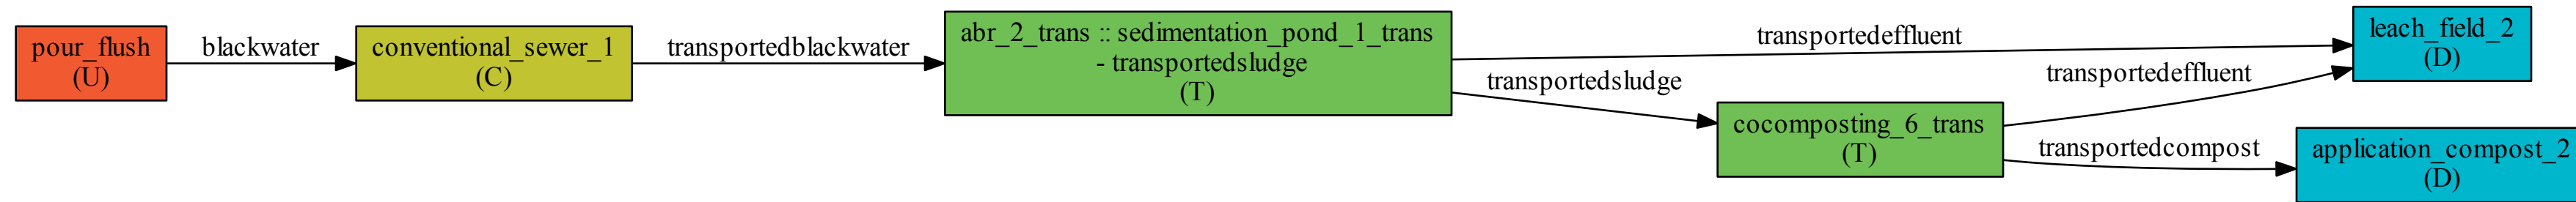 pour_flush
(U)
blackwater
conventional_sewer_1
(C)
transportedblackwater
abr_2_trans :: sedimentation_pond_1_trans
- transportedsludge
(T)
transportedeffluent
transportedsludge
cocomposting_6_trans
(T)
transportedeffluent
transportedcompost
leach_field_2
(D)
application_compost_2
(D)